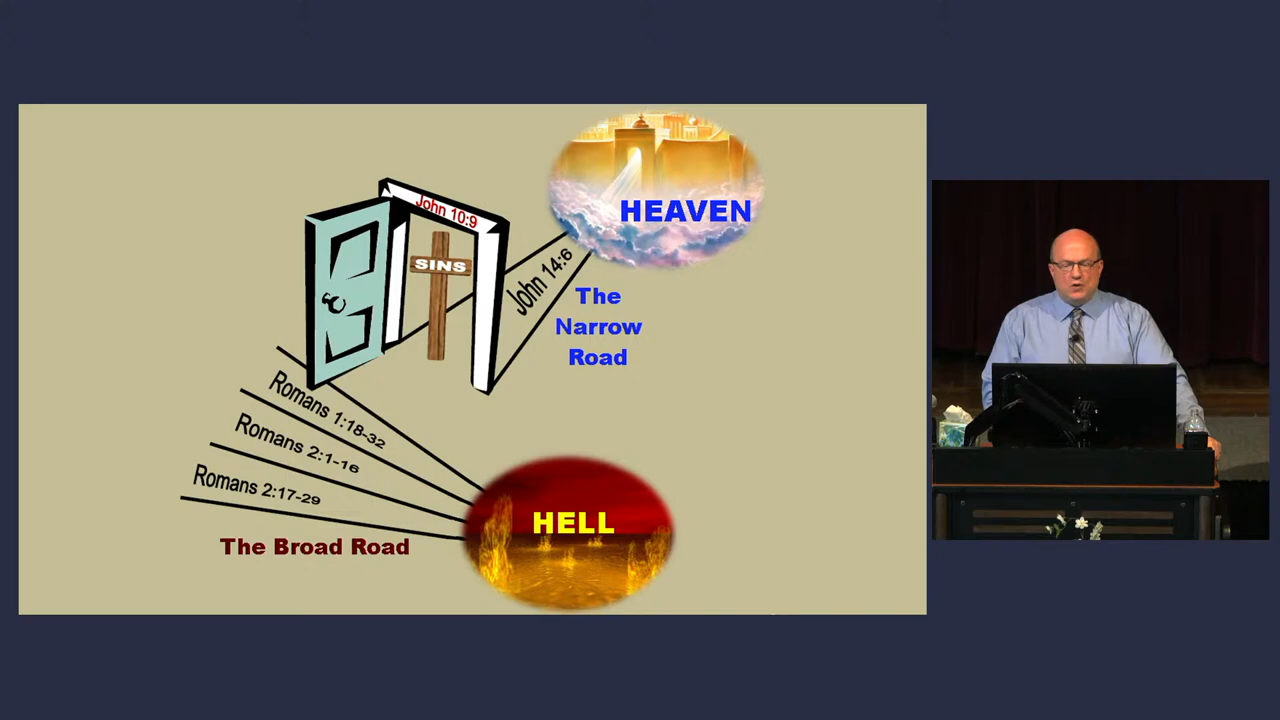 HEAVEN
John 10:9
SINS
John 14:6
The
Narrow
Road
Romans 1:18-32
Romans 2:1-16
Romans 2:17-29
HELL
The Broad Road